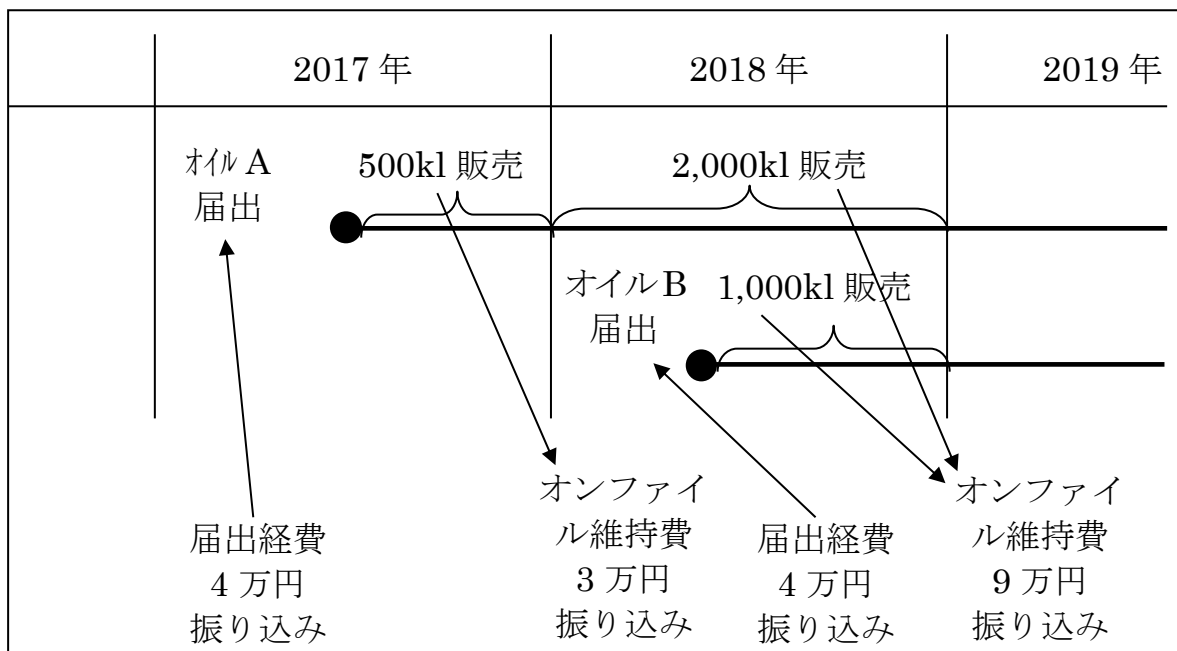 2017 年
2018 年
2019 年
オイル A
届出
500kl 販売
2,000kl 販売
オイル B
届出
1,000kl 販売
届出経費
4 万円
振り込み
オンファイ
ル維持費
3 万円
振り込み
届出経費
4 万円
振り込み
オンファイ
ル維持費
9 万円
振り込み